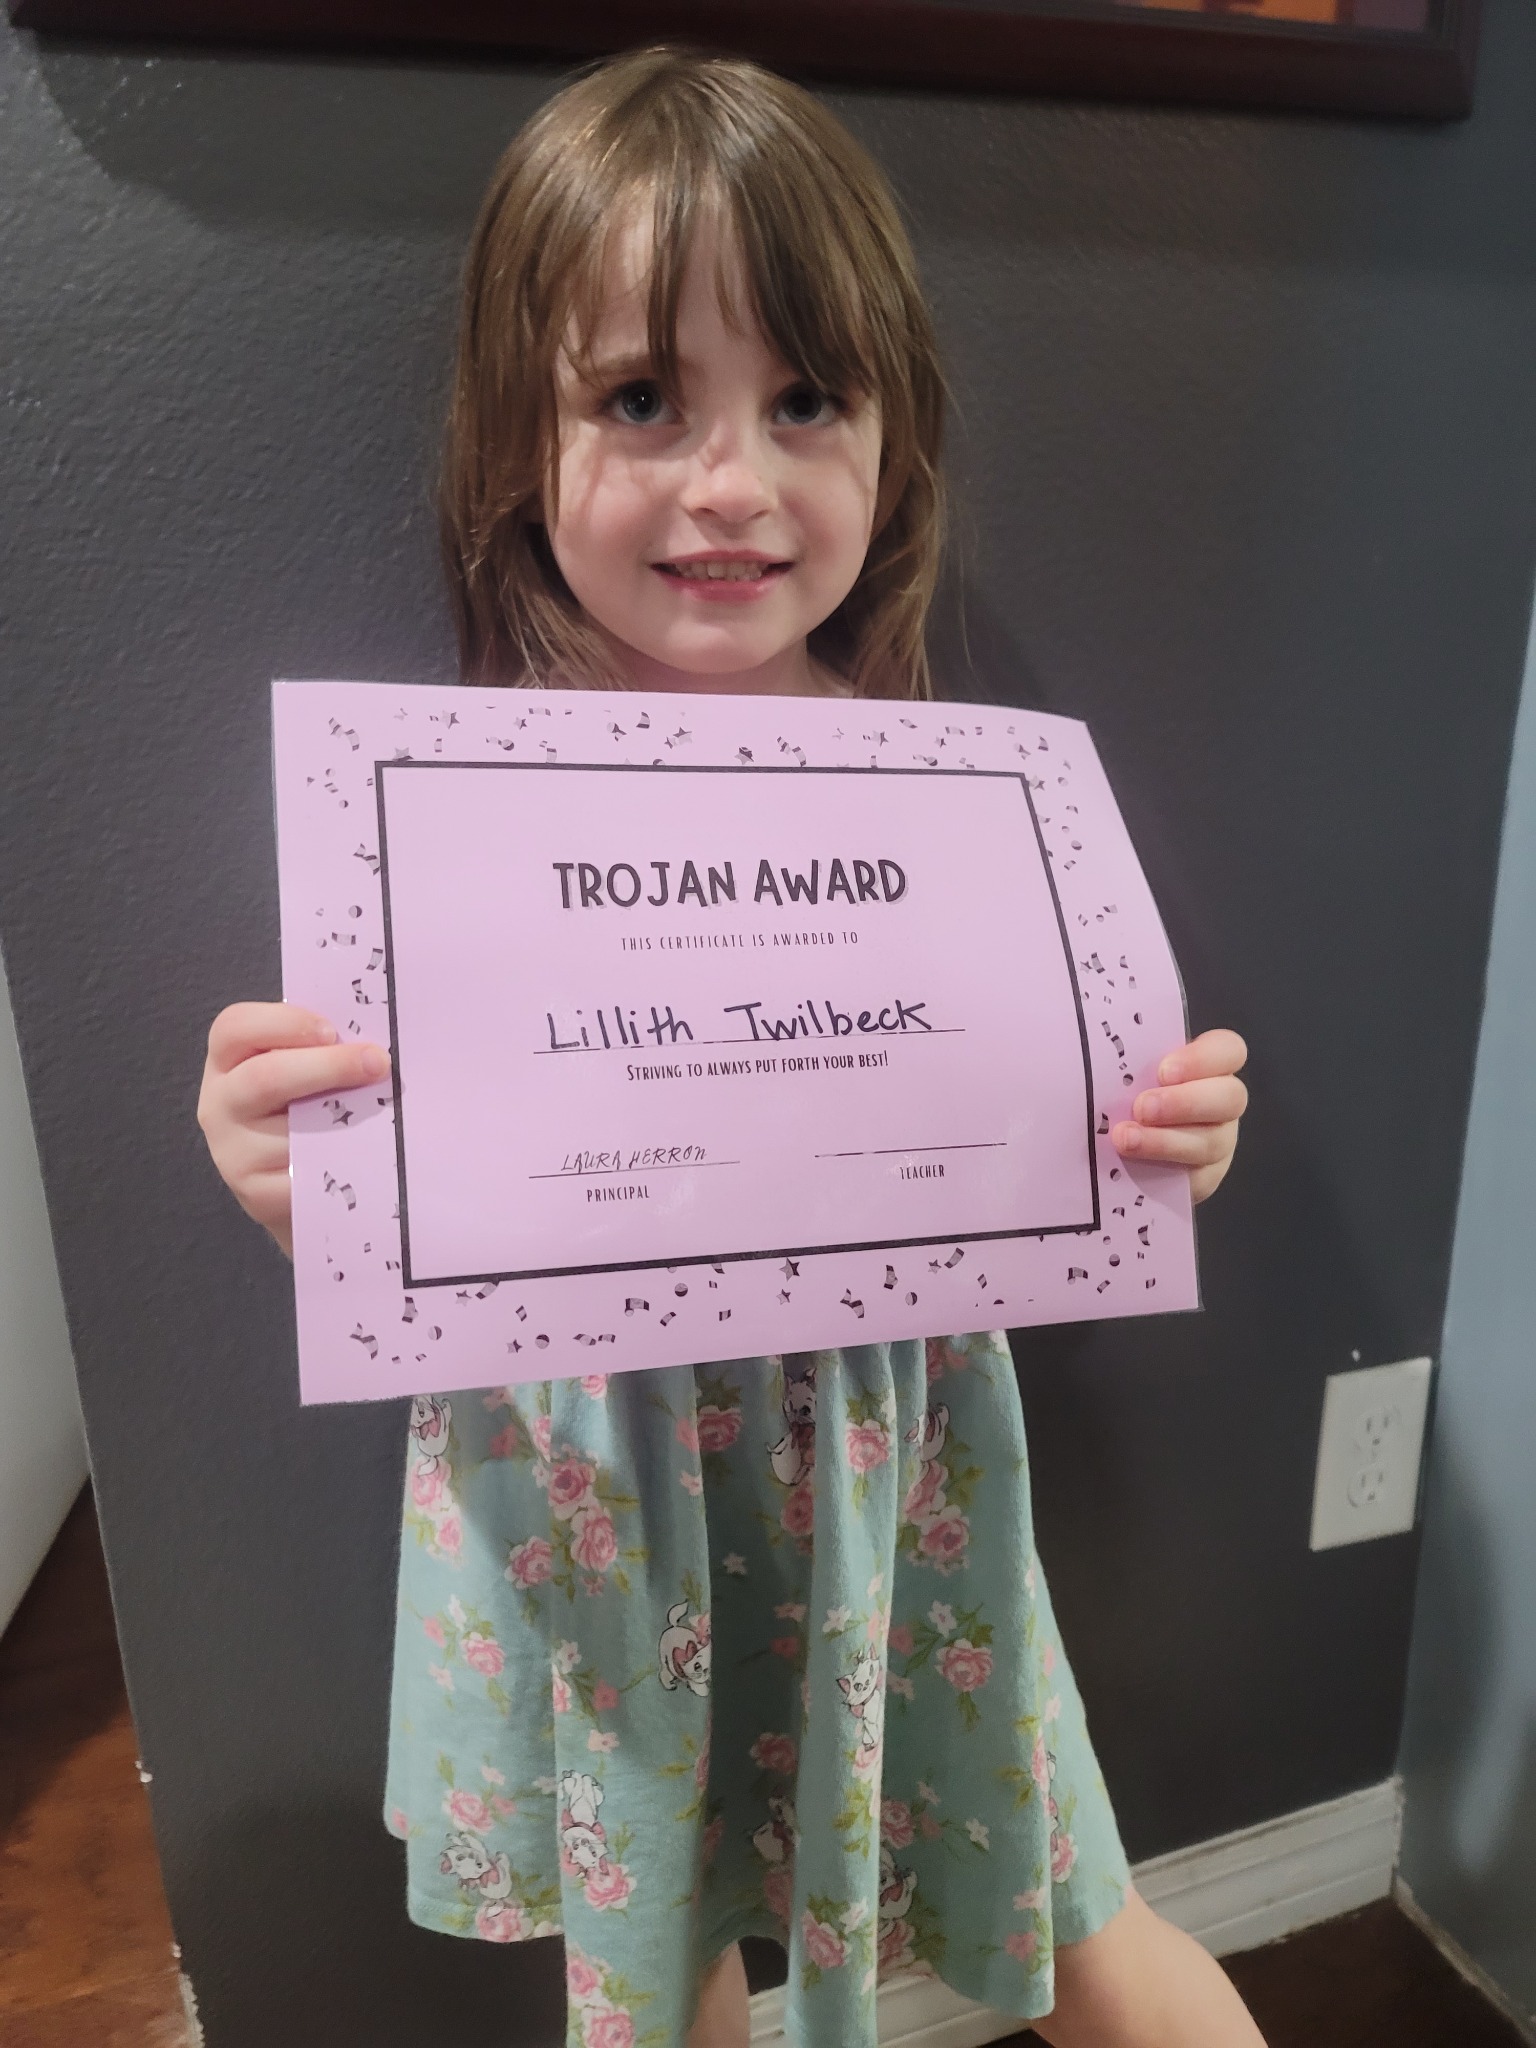 TROJAN AWARD
THIS CERTIFICATE IS AWARDED TO
Lillith Twilbeck
STRIVING TO ALWAYS PUT FORTH YOUR BEST!
LAURA HERRON
PRINCIPAL
TEACHER